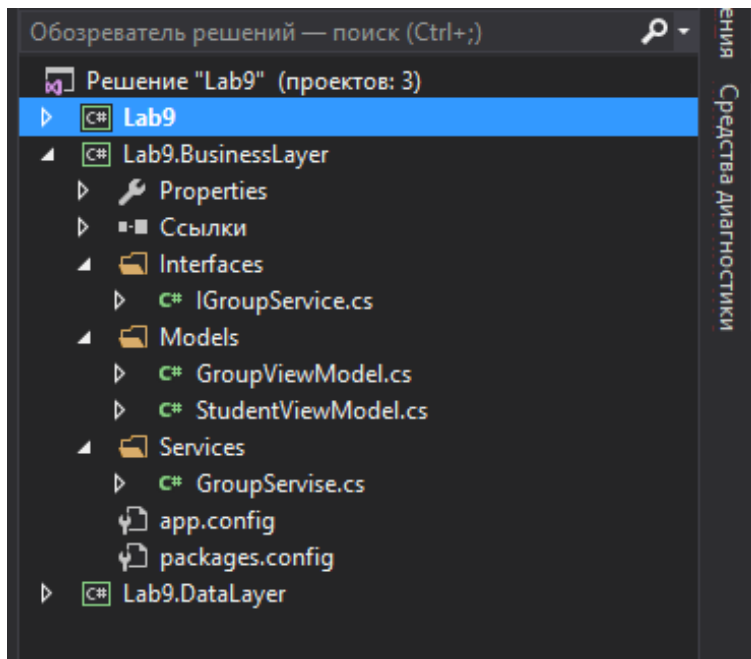 Обозреватель решений — поиск (Ctrl+;)
Решение "Lab9" (проектов: 3)
C# Lab9
C# Lab9.BusinessLayer
Properties
Ссылки
Interfaces
C# IGroupService.cs
Models
C# GroupViewModel.cs
C# StudentViewModel.cs
Services
C# GroupServise.cs
app.config
packages.config
C# Lab9.DataLayer
Средства диагностики